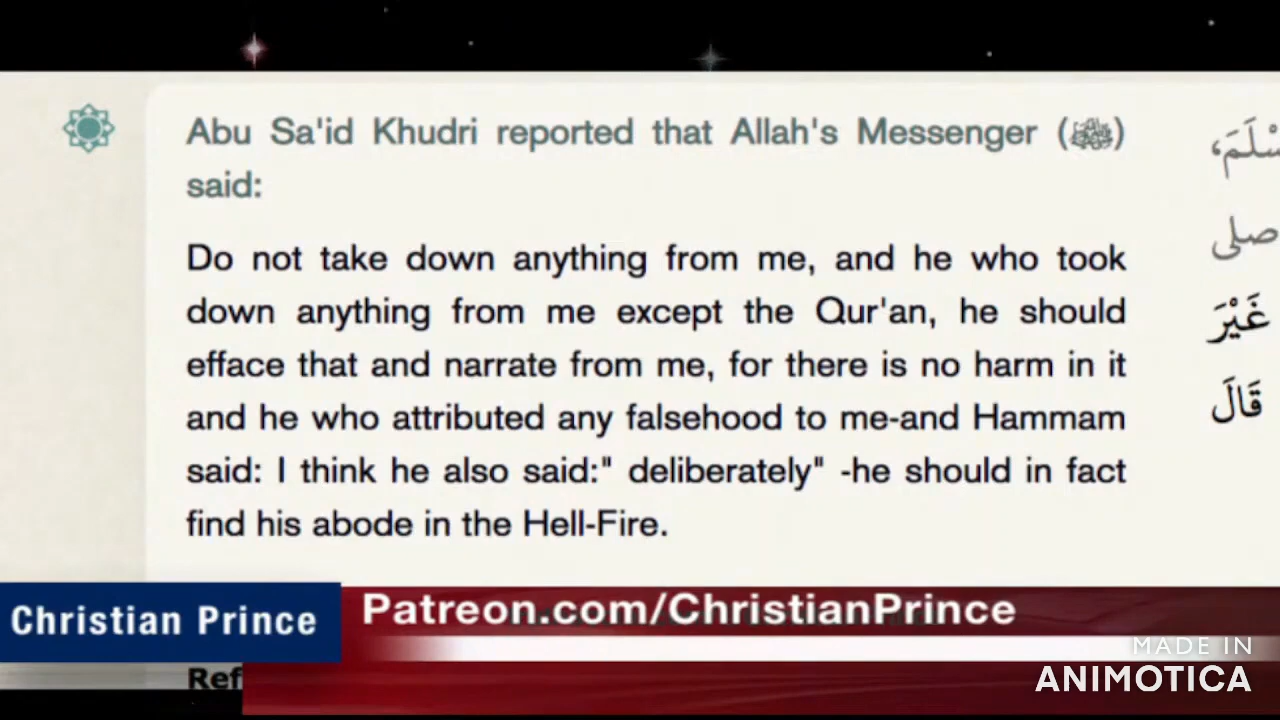 Abu Sa'id Khudri reported that Allah's Messenger (ﷺ)
said:
Do not take down anything from me, and he who took
down anything from me except the Qur'an, he should
efface that and narrate from me, for there is no harm in it
and he who attributed any falsehood to me-and Hammam
said: I think he also said:" deliberately" -he should in fact
find his abode in the Hell-Fire.
صلى
غَيْرَ
قَالَ
Christian Prince
Patreon.com/ChristianPrince
MADE IN
ANIMOTICA
Ref